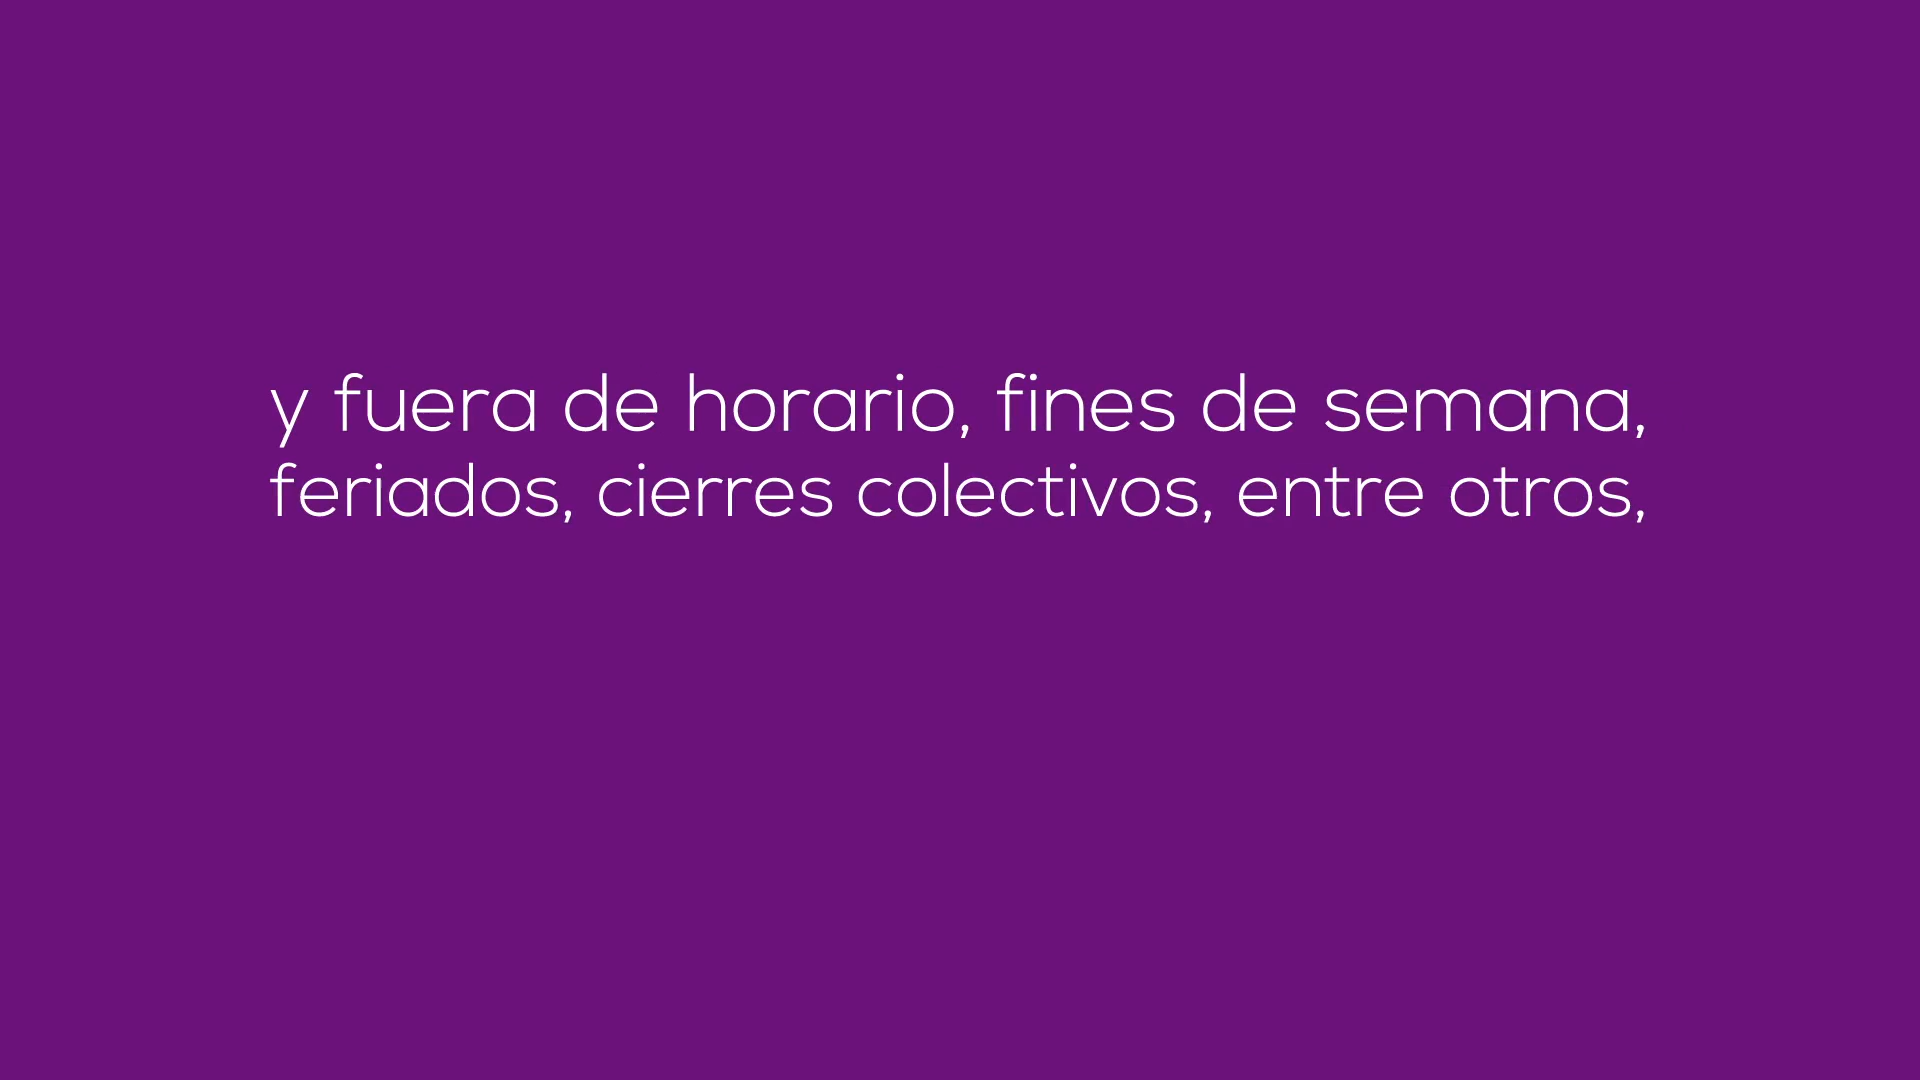 y fuera de horario, fines de semana,
feriados, cierres colectivos, entre otros,